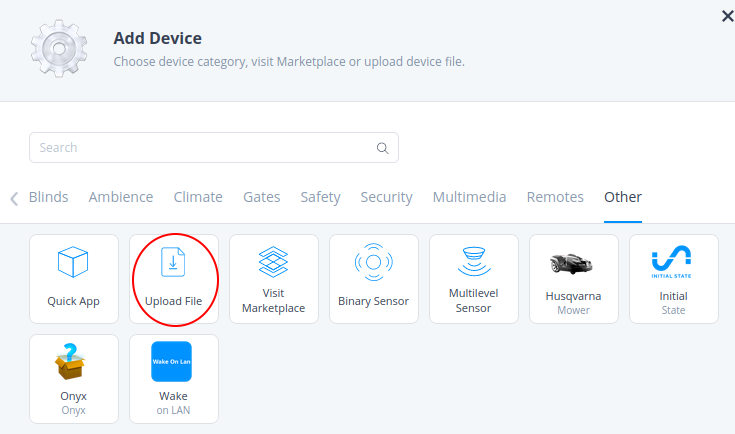 Add Device
Choose device category, visit Marketplace or upload device file.
Search
Blinds Ambience Climate Gates Safety Security Multimedia Remotes Other
Quick App
Upload File
Visit
Marketplace
Binary Sensor
Multilevel
Sensor
Husqvarna
Mower
INITIAL STATE
Initial
State
Onyx
Onyx
Wake On Lan
Wake
on LAN